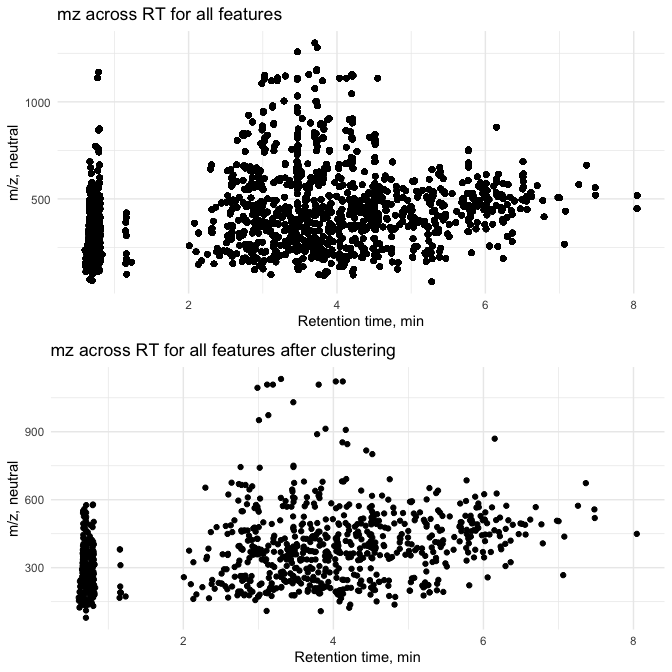 mz across RT for all features
1000
500
m/z, neutral
2 4 6 8
Retention time, min
mz across RT for all features after clustering
900
600
300
m/z, neutral
2 4 6 8
Retention time, min